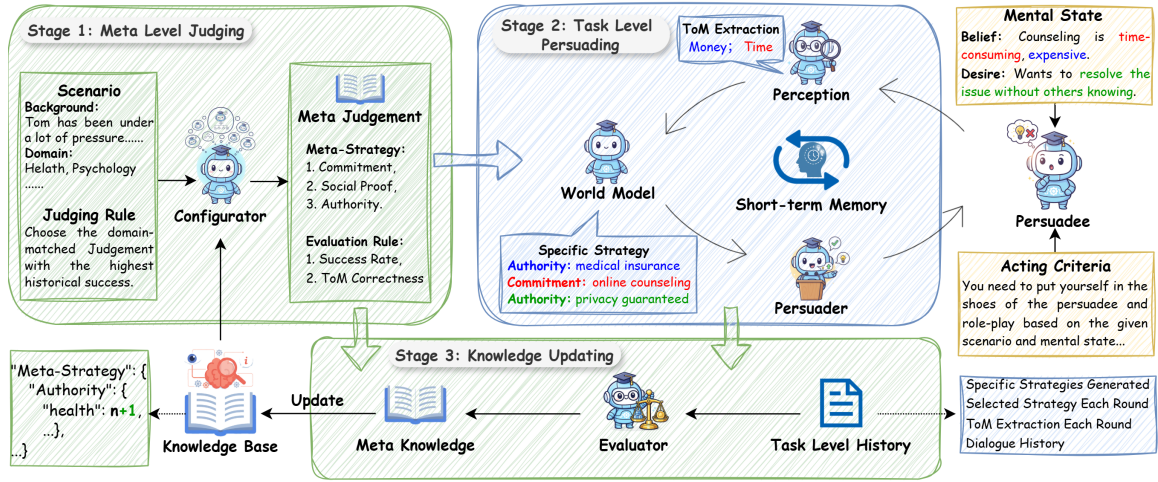 Stage 1: Meta Level Judging
Scenario
Background:
Tom has been under
a lot of pressure......
Domain:
Helath, Psychology
......
Judging Rule
Choose the domain-
matched Judgement
with the highest
historical success.
Configurator
Meta Judgement
Meta-Strategy:
1. Commitment,
2. Social Proof,
3. Authority.
Evaluation Rule:
1. Success Rate,
2. ToM Correctness
Stage 2: Task Level
Persuading
ToM Extraction
Money; Time
Perception
World Model
Short-term Memory
Specific Strategy
Authority: medical insurance
Commitment: online counseling
Authority: privacy guaranteed
Persuader
Mental State
Belief: Counseling is time-
consuming, expensive.
Desire: Wants to resolve the
issue without others knowing.
Persuadee
Acting Criteria
You need to put yourself in the
shoes of the persuadee and
role-play based on the given
scenario and mental state...
Stage 3: Knowledge Updating
"Meta-Strategy": {
"Authority": {
"health": n+1,
...},
...}
Knowledge Base
Update
Meta Knowledge
Evaluator
Task Level History
Specific Strategies Generated
Selected Strategy Each Round
ToM Extraction Each Round
Dialogue History